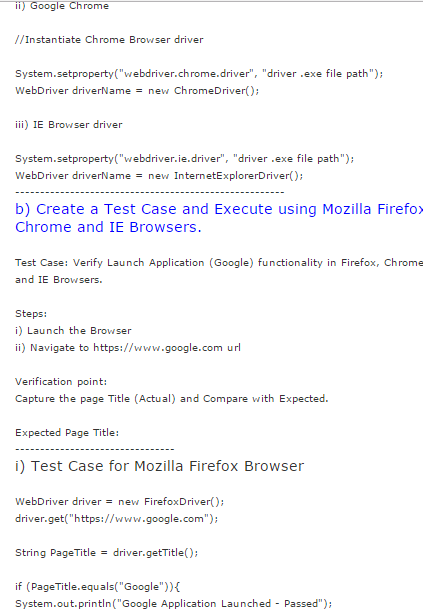 ii) Google Chrome
//Instantiate Chrome Browser driver
System.setproperty("webdriver.chrome.driver", "driver .exe file path");
WebDriver driverName = new ChromeDriver();
iii) IE Browser driver
System.setproperty("webdriver.ie.driver", "driver .exe file path");
WebDriver driverName = new InternetExplorerDriver();
------------------------------------------------------
b) Create a Test Case and Execute using Mozilla Firefox
Chrome and IE Browsers.
Test Case: Verify Launch Application (Google) functionality in Firefox, Chrome
and IE Browsers.
Steps:
i) Launch the Browser
ii) Navigate to https://www.google.com url
Verification point:
Capture the page Title (Actual) and Compare with Expected.
Expected Page Title:
--------------------------------
i) Test Case for Mozilla Firefox Browser
WebDriver driver = new FirefoxDriver();
driver.get("https://www.google.com");
String PageTitle = driver.getTitle();
if (PageTitle.equals("Google")){
System.out.println("Google Application Launched - Passed");